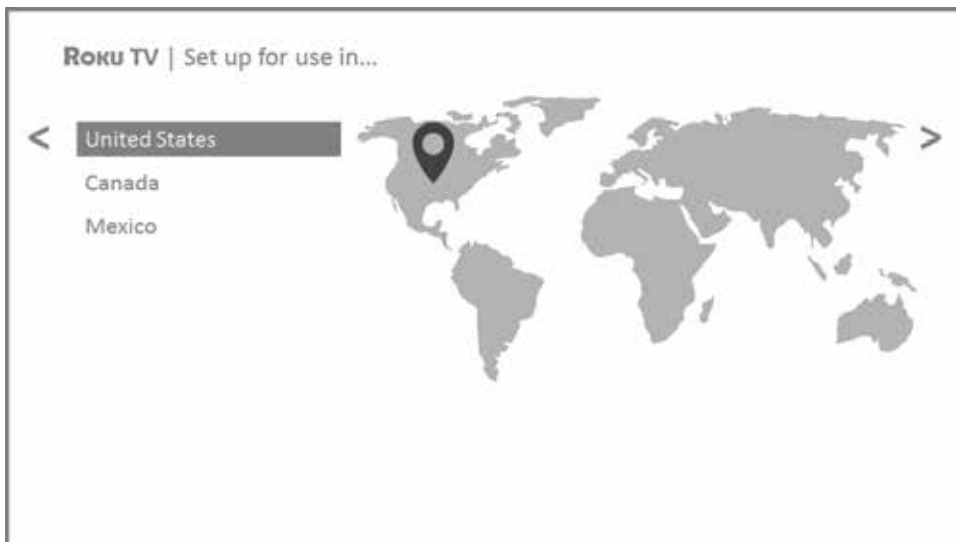 ROKU TV | Set up for use in...
< United States >
Canada
Mexico